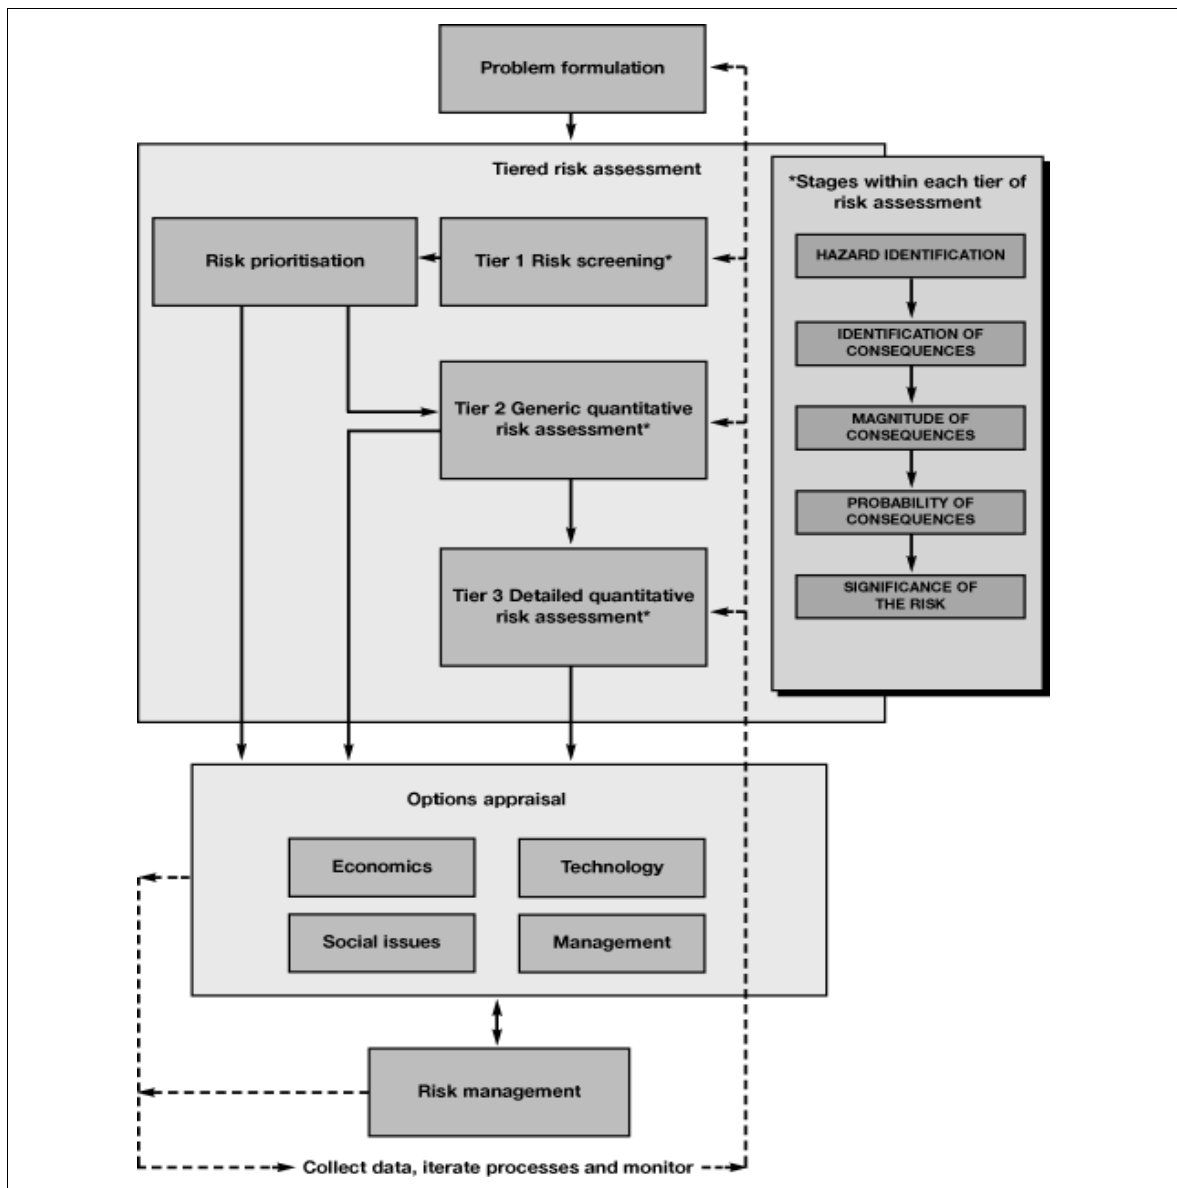 Problem formulation
Tiered risk assessment
Risk prioritisation
Tier 1 Risk screening*
Tier 2 Generic quantitative
risk assessment*
Tier 3 Detailed quantitative
risk assessment*
*Stages within each tier of
risk assessment
HAZARD IDENTIFICATION
IDENTIFICATION OF
CONSEQUENCES
MAGNITUDE OF
CONSEQUENCES
PROBABILITY OF
CONSEQUENCES
SIGNIFICANCE OF
THE RISK
Options appraisal
Economics
Technology
Social issues
Management
Risk management
Collect data, iterate processes and monitor